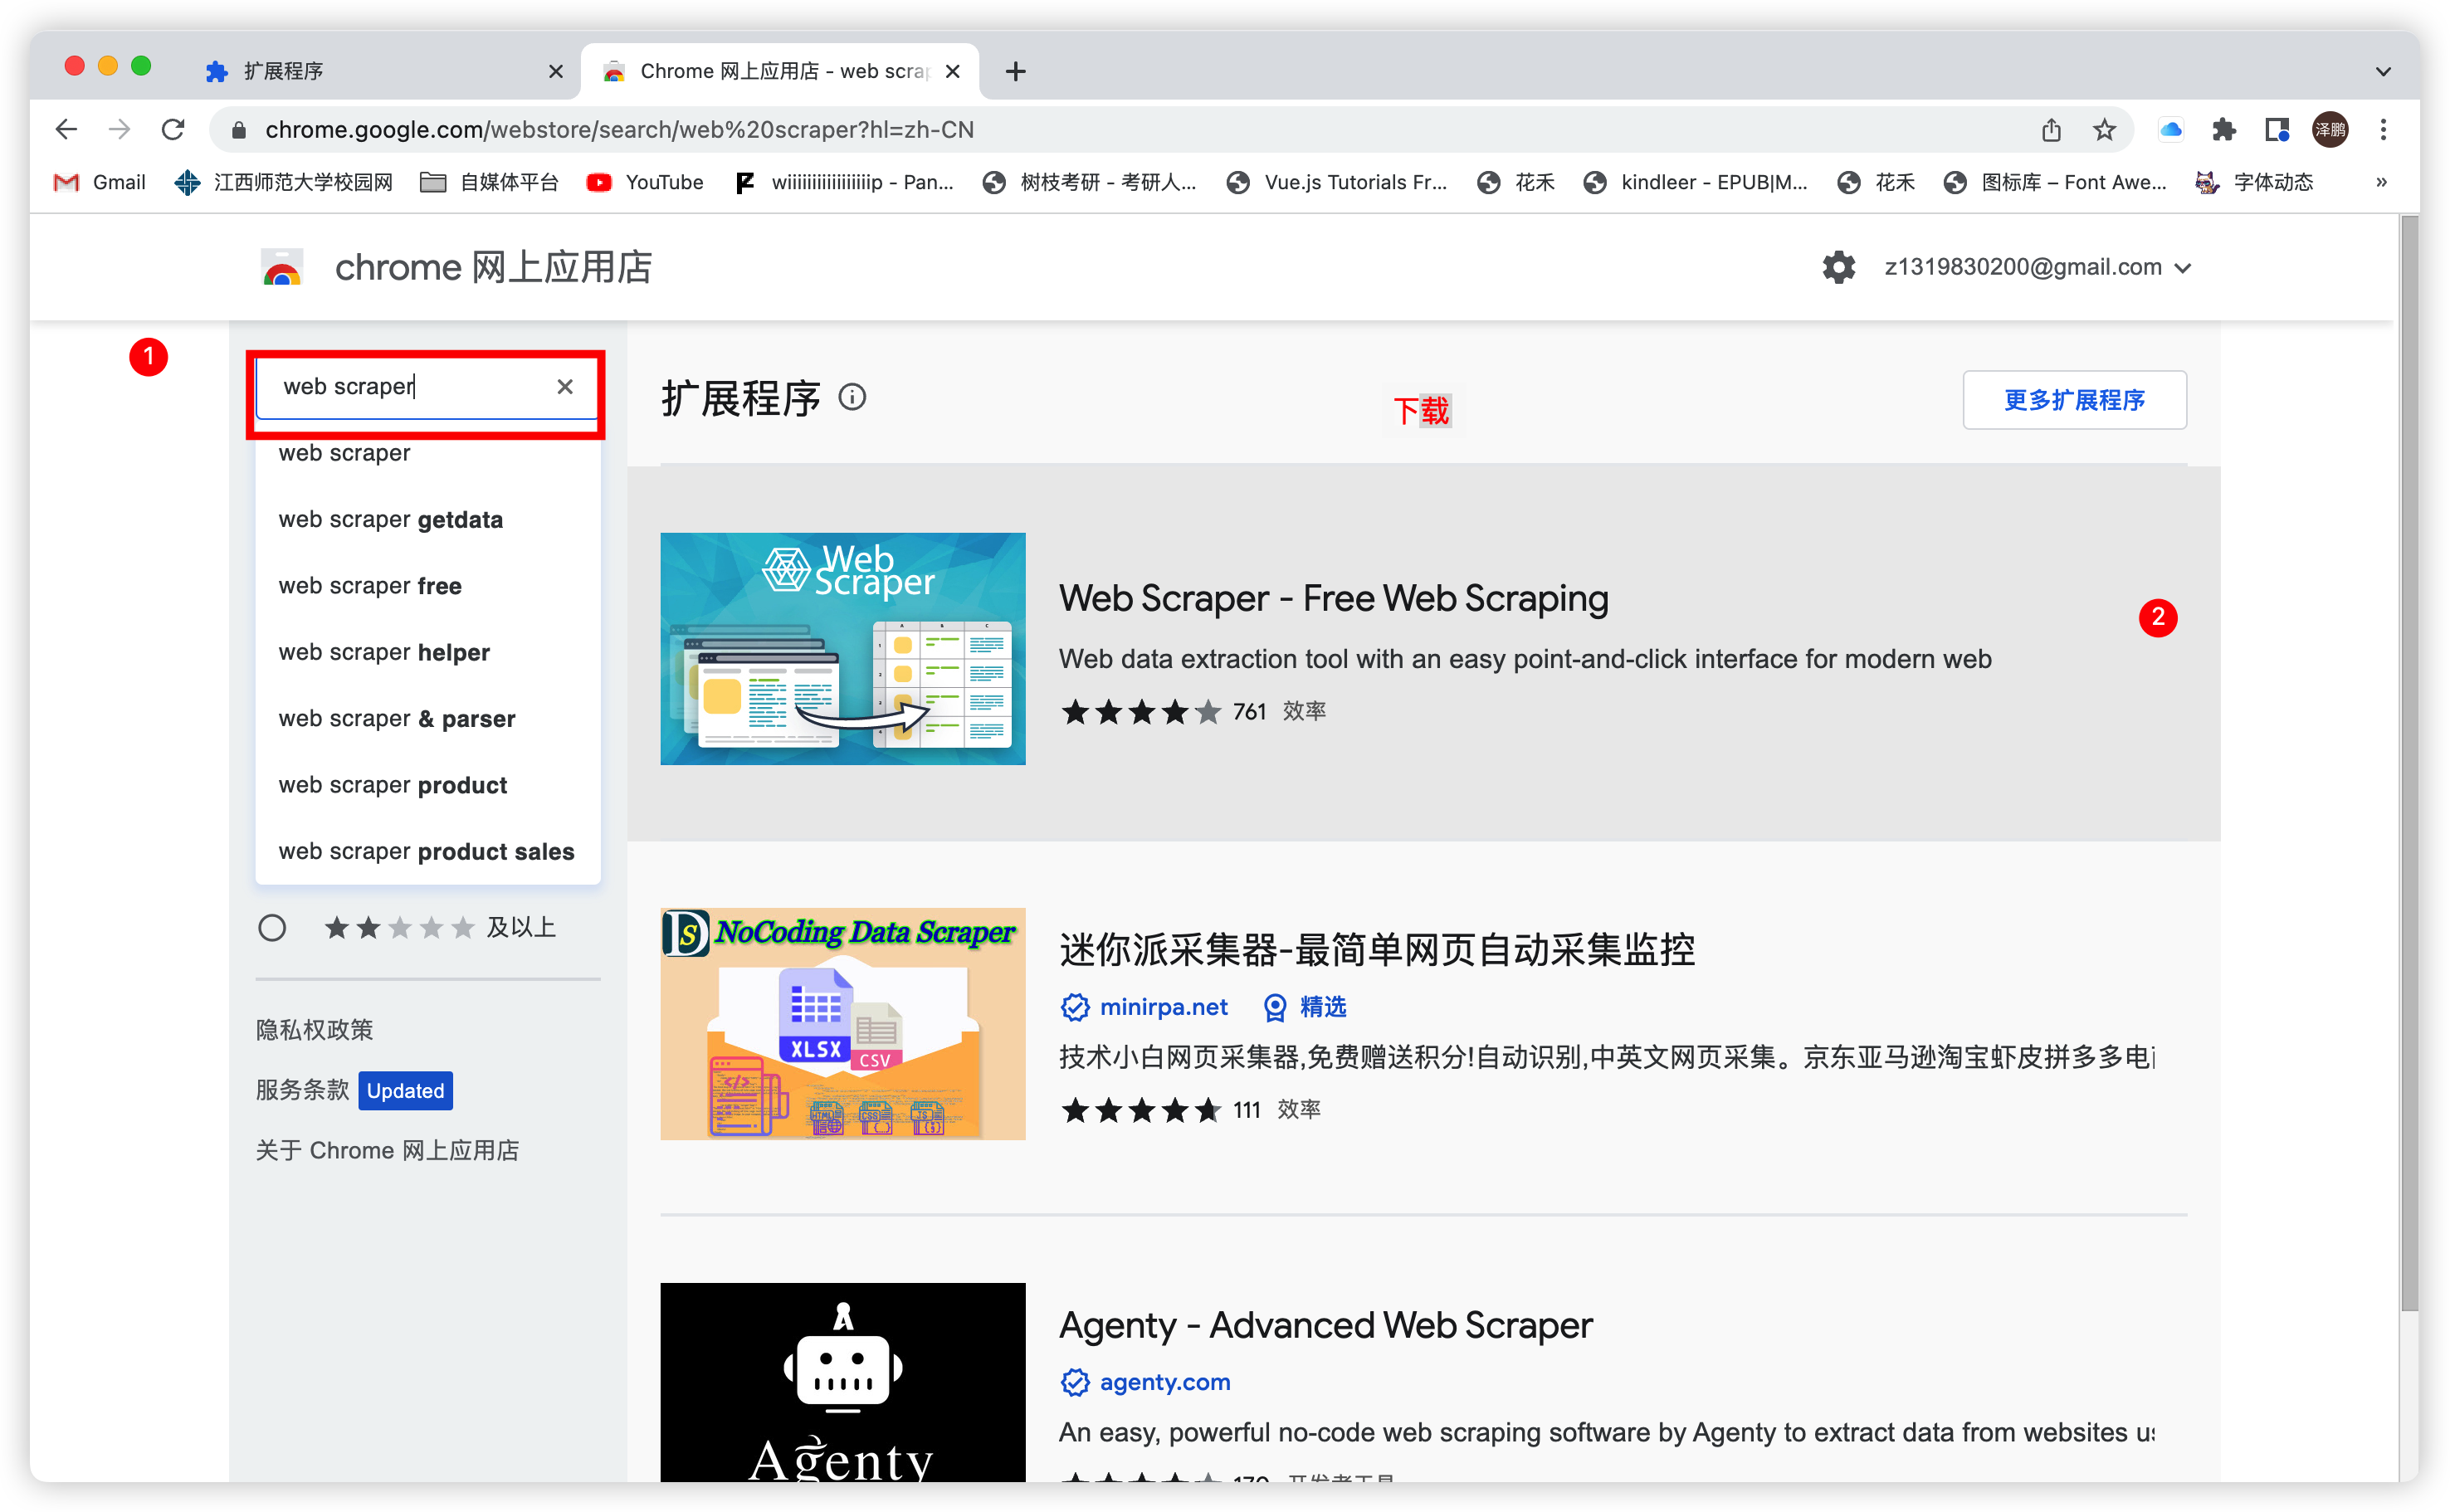 扩展程序
Chrome 网上应用店 - web scrap
chrome.google.com/webstore/search/web%20scraper?hl=zh-CN
泽鹏
Gmail
江西师范大学校园网
自媒体平台
YouTube
wiiiiiiiiiiiiiiiip - Pan...
树枝考研 - 考研人...
Vue.js Tutorials Fr...
花禾
kindleer - EPUB|M...
花禾
图标库 – Font Awe...
字体动态
»
chrome 网上应用店
z1319830200@gmail.com
1
web scraper
web scraper
web scraper getdata
web scraper free
web scraper helper
web scraper & parser
web scraper product
web scraper product sales
及以上
隐私权政策
服务条款 Updated
关于 Chrome 网上应用店
扩展程序
下载
更多扩展程序
Web
Scraper
Web Scraper - Free Web Scraping
2
Web data extraction tool with an easy point-and-click interface for modern web
761 效率
DS NoCoding Data Scraper
XLSX
CSV
HTML
CSS
JS
迷你派采集器-最简单网页自动采集监控
minirpa.net 精选
技术小白网页采集器,免费赠送积分!自动识别,中英文网页采集。京东亚马逊淘宝虾皮拼多多电
111 效率
Agenty
Agenty - Advanced Web Scraper
agenty.com
An easy, powerful no-code web scraping software by Agenty to extract data from websites us
170 开发者工具